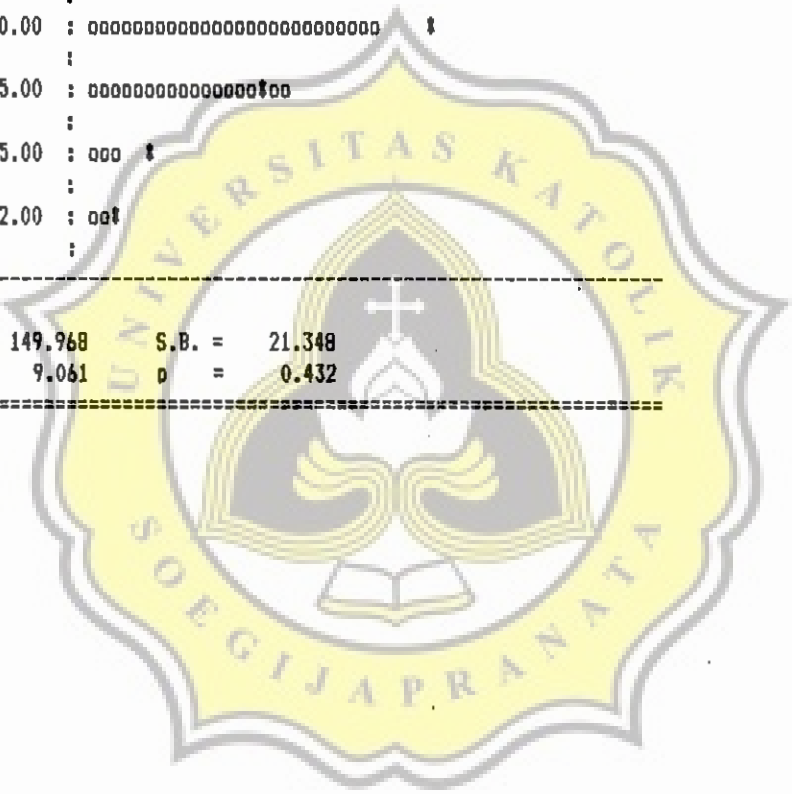 0.00 : oooooooooooooooooooooooooo *
:
5.00 : ooooooooooooooo*oo
:
5.00 : ooo *
:
2.00 : oo*
:
------------------------------------------------------------
149.968 S.B. = 21.348
9.061 p = 0.432
============================================================
UNIVERSITAS KATOLIK
SOEGIJAPRANATA